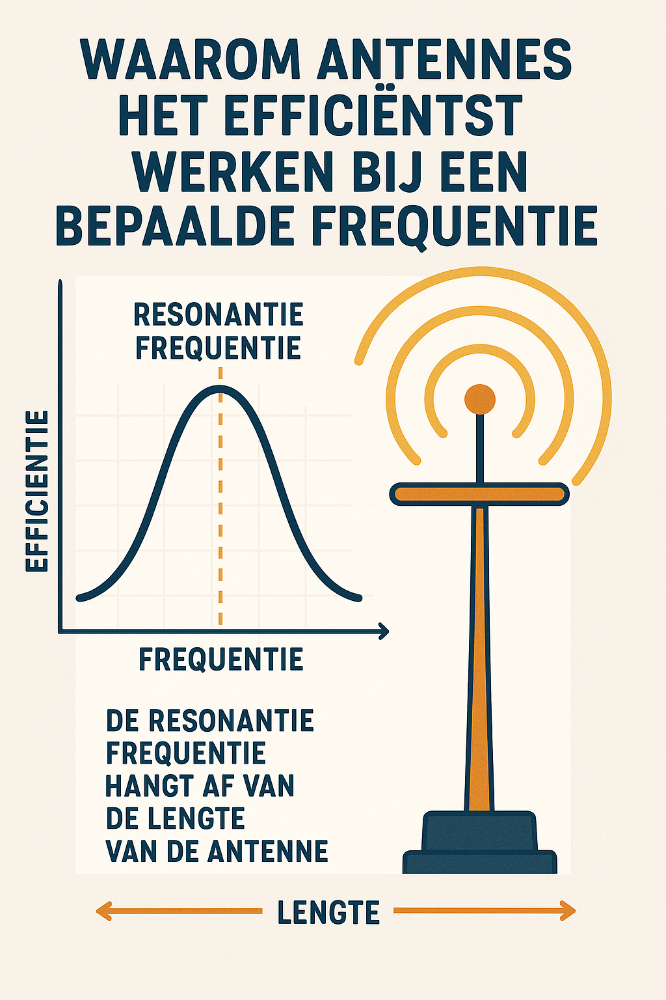 WAAROM ANTENNES
HET EFFICIËNTST
WERKEN BIJ EEN
BEPAALDE FREQUENTIE
RESONANTIE
FREQUENTIE
EFFICIENTIE
FREQUENTIE
DE RESONANTIE
FREQUENTIE
HANGT AF VAN
DE LENGTE
VAN DE ANTENNE
LENGTE